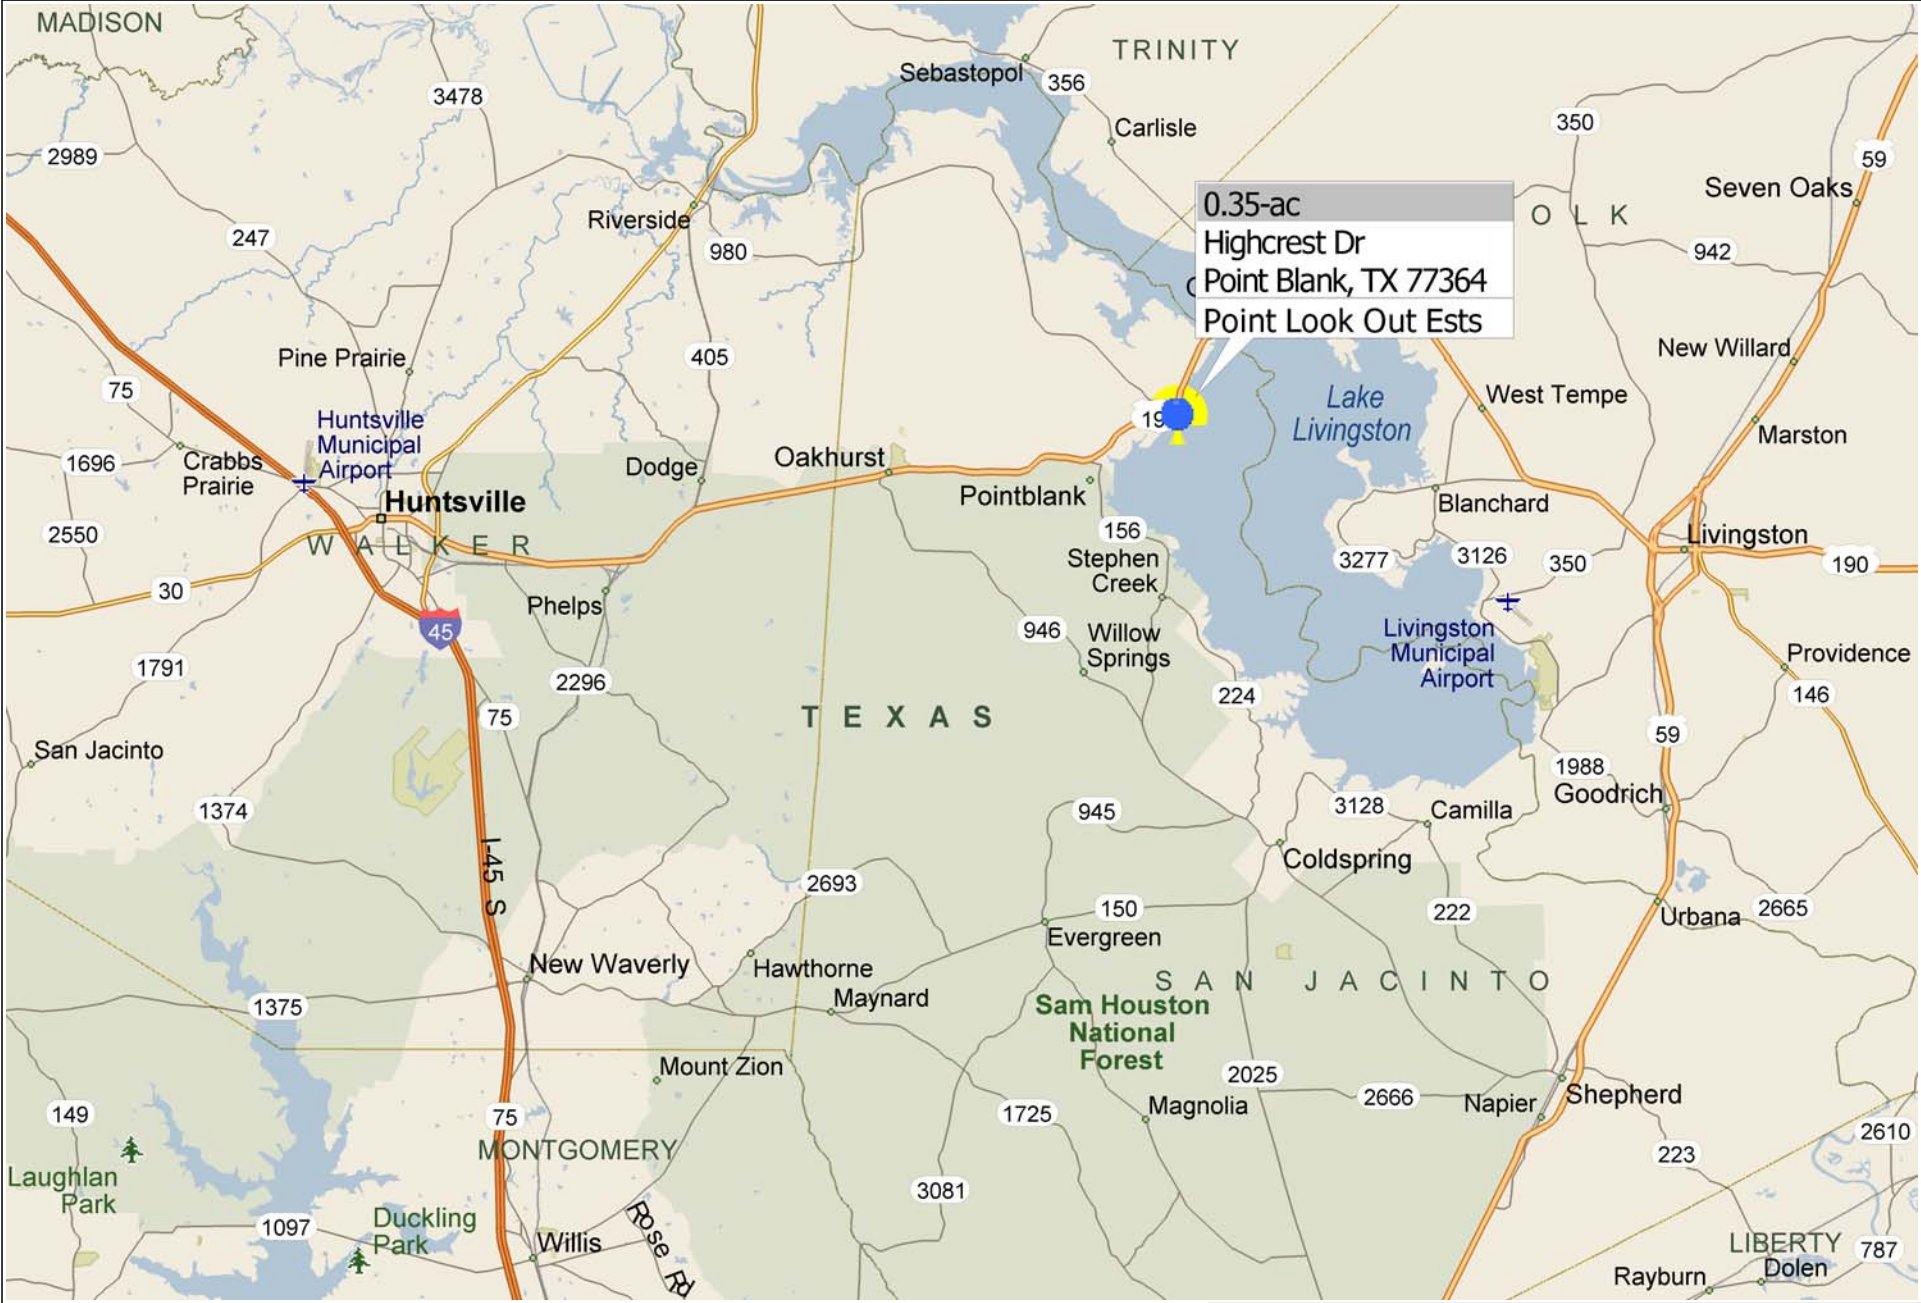 MADISON
TRINITY
Sebastopol
356
3478
Carlisle
350
2989
59
Seven Oaks
0.35-ac
Highcrest Dr
Point Blank, TX 77364
Point Look Out Ests
O L K
Riverside
247
980
942
New Willard
Pine Prairie
405
75
Lake
Livingston
West Tempe
Huntsville
Municipal
Airport
19
Marston
1696
Crabbs
Prairie
Dodge
Oakhurst
Pointblank
Huntsville
Blanchard
2550
WALKER
156
Livingston
Stephen
Creek
3277
3126
350
190
30
Phelps
45
946
Willow
Springs
Livingston
Municipal
Airport
Providence
1791
2296
224
146
75
TEXAS
59
San Jacinto
1988
Goodrich
1374
945
3128
Camilla
I-45 S
Coldspring
2693
150
222
Urbana
2665
Evergreen
New Waverly
Hawthorne
SAN JACINTO
1375
Maynard
Sam Houston
National
Forest
Mount Zion
2025
2666
Shepherd
149
75
1725
Magnolia
Napier
2610
MONTGOMERY
223
Laughlan
Park
3081
1097
Duckling
Park
Rose Rd
Willis
LIBERTY
787
Rayburn
Dolen